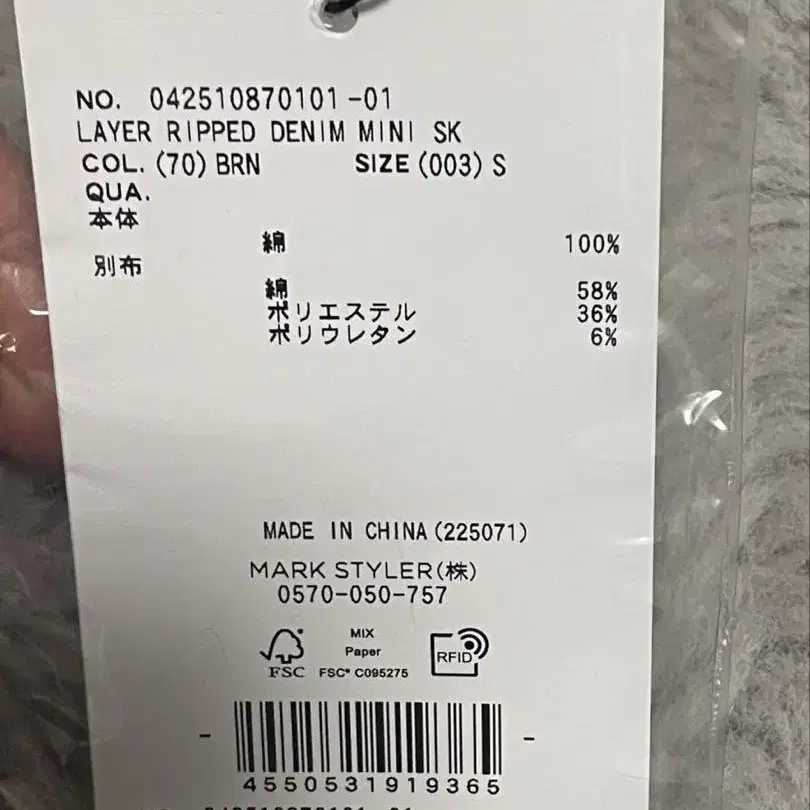 NO. 042510870101-01
LAYER RIPPED DENIM MINI SK
COL. (70) BRN SIZE (003) S
QUA.
本体
綿 100%
別布
綿 58%
ポリエステル 36%
ポリウレタン 6%
MADE IN CHINA (225071)
MARK STYLER(株)
0570-050-757
FSC
MIX
Paper
FSC® C095275
RFID
4550531919365
042510870101-01